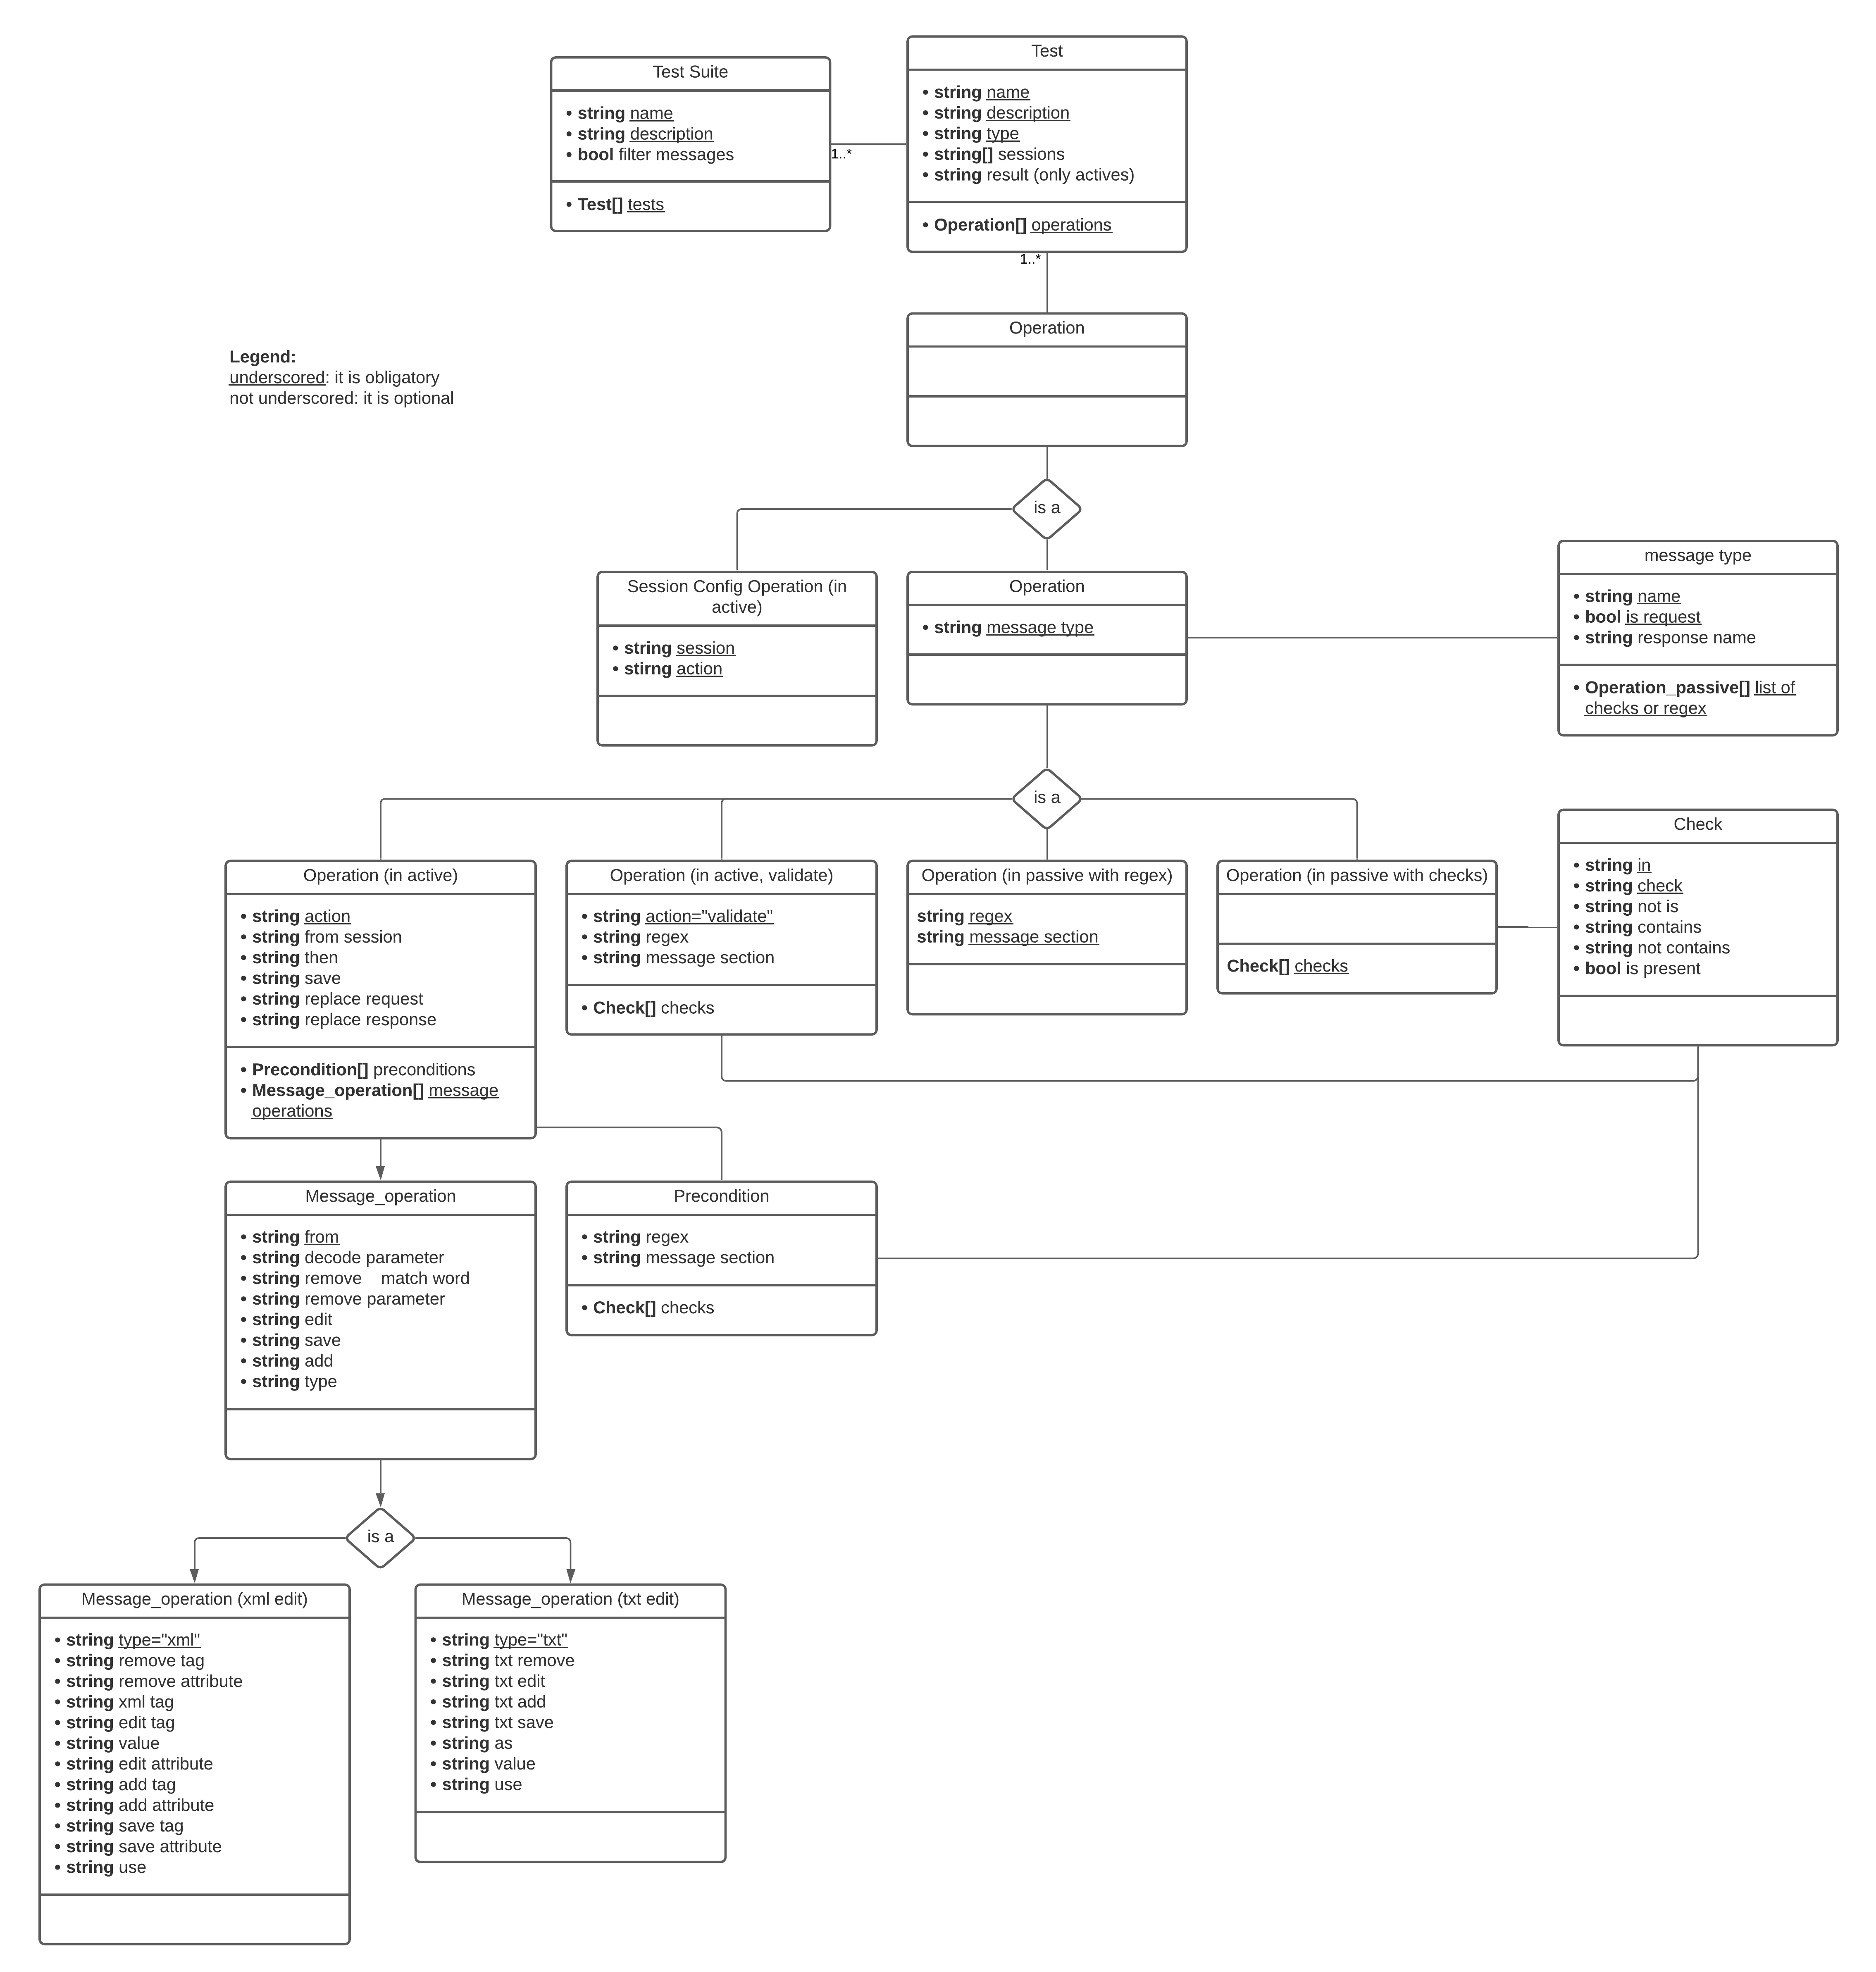 Test Suite
• string name
• string description
• bool filter messages
• Test[] tests
1..*
Test
• string name
• string description
• string type
• string[] sessions
• string result (only actives)
• Operation[] operations
1..*
Operation
Legend:
underscored: it is obligatory
not underscored: it is optional
is a
Session Config Operation (in
active)
• string session
• stirng action
Operation
• string message type
message type
• string name
• bool is request
• string response name
• Operation_passive[] list of
checks or regex
is a
Operation (in active)
• string action
• string from session
• string then
• string save
• string replace request
• string replace response
• Precondition[] preconditions
• Message_operation[] message
operations
Operation (in active, validate)
• string action="validate"
• string regex
• string message section
• Check[] checks
Operation (in passive with regex)
string regex
string message section
Operation (in passive with checks)
Check[] checks
Check
• string in
• string check
• string not is
• string contains
• string not contains
• bool is present
Message_operation
• string from
• string decode parameter
• string remove match word
• string remove parameter
• string edit
• string save
• string add
• string type
Precondition
• string regex
• string message section
• Check[] checks
is a
Message_operation (xml edit)
• string type="xml"
• string remove tag
• string remove attribute
• string xml tag
• string edit tag
• string value
• string edit attribute
• string add tag
• string add attribute
• string save tag
• string save attribute
• string use
Message_operation (txt edit)
• string type="txt"
• string txt remove
• string txt edit
• string txt add
• string txt save
• string as
• string value
• string use